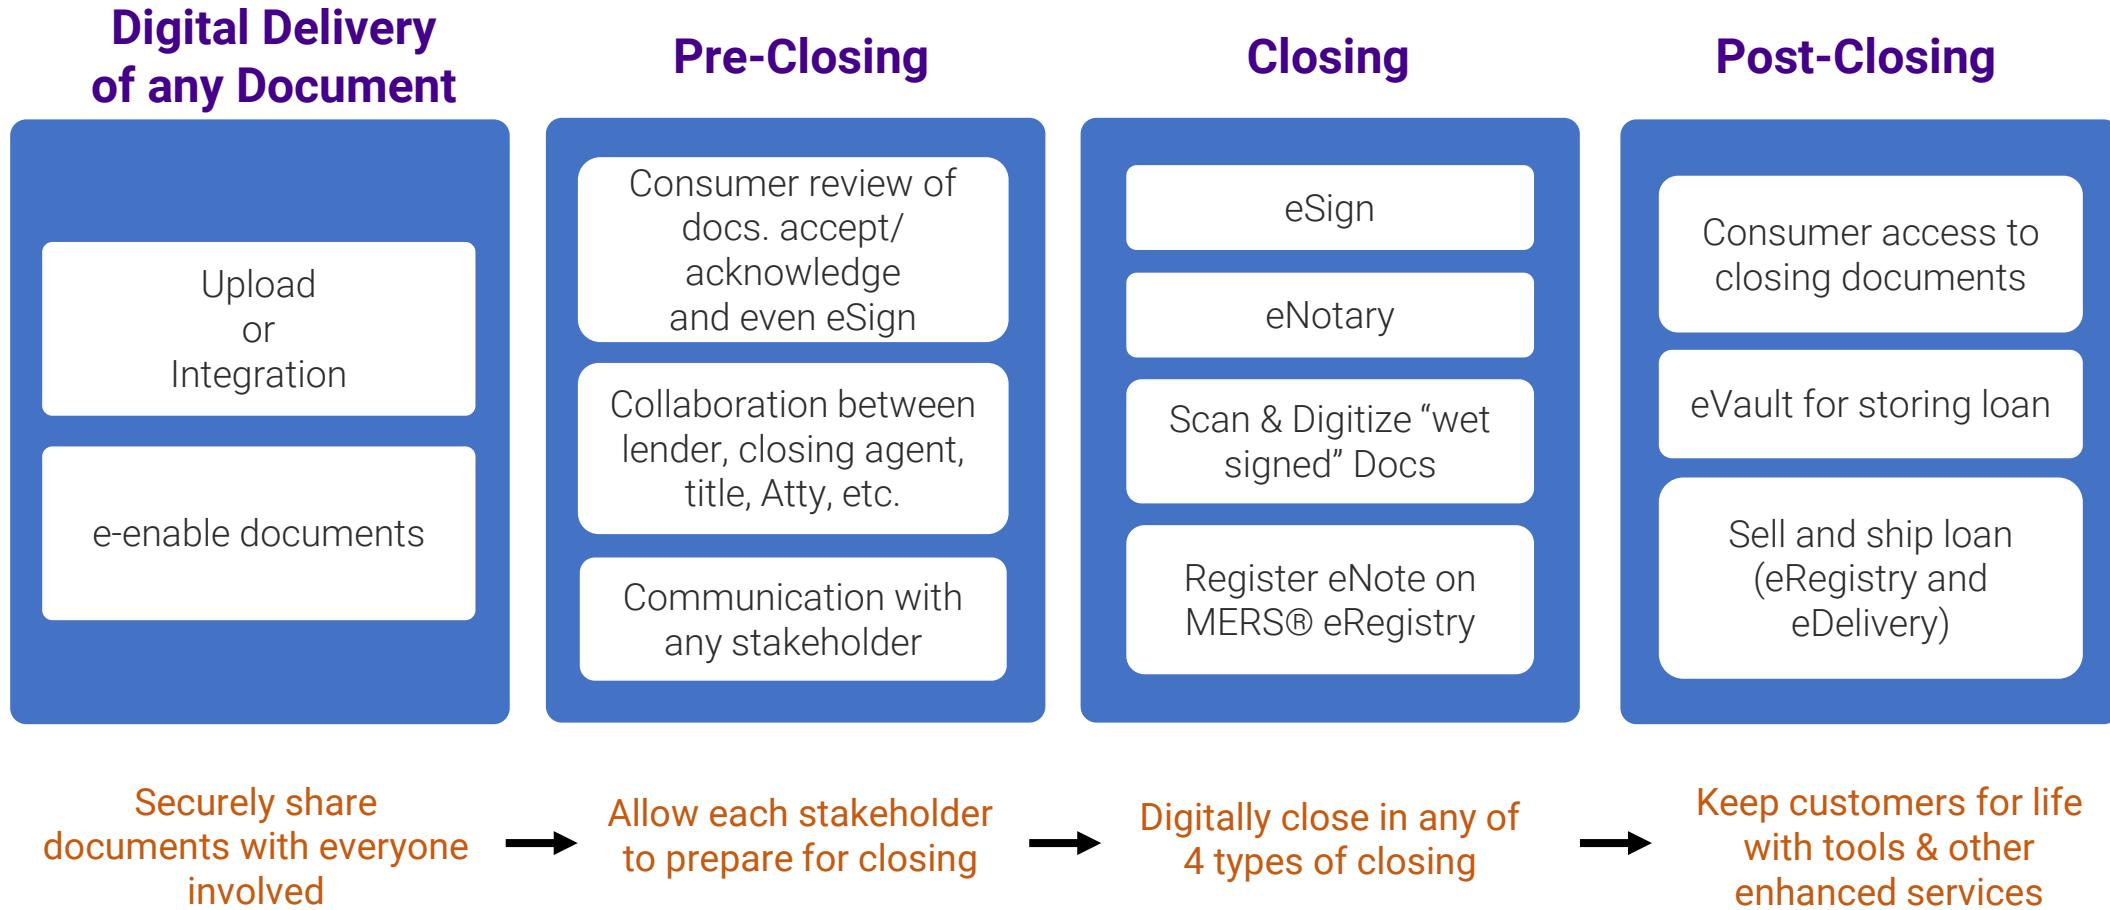 Digital Delivery
of any Document
Upload
or
Integration
e-enable documents
Securely share
documents with everyone
involved
Pre-Closing
Consumer review of
docs. accept/
acknowledge
and even eSign
Collaboration between
lender, closing agent,
title, Atty, etc.
Communication with
any stakeholder
Allow each stakeholder
to prepare for closing
Closing
eSign
eNotary
Scan & Digitize “wet
signed” Docs
Register eNote on
MERS® eRegistry
Digitally close in any of
4 types of closing
Post-Closing
Consumer access to
closing documents
eVault for storing loan
Sell and ship loan
(eRegistry and
eDelivery)
Keep customers for life
with tools & other
enhanced services